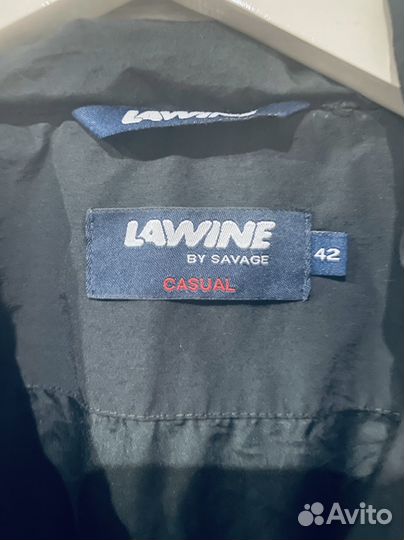 LAWINE
LAWINE
BY SAVAGE
42
CASUAL
Avito